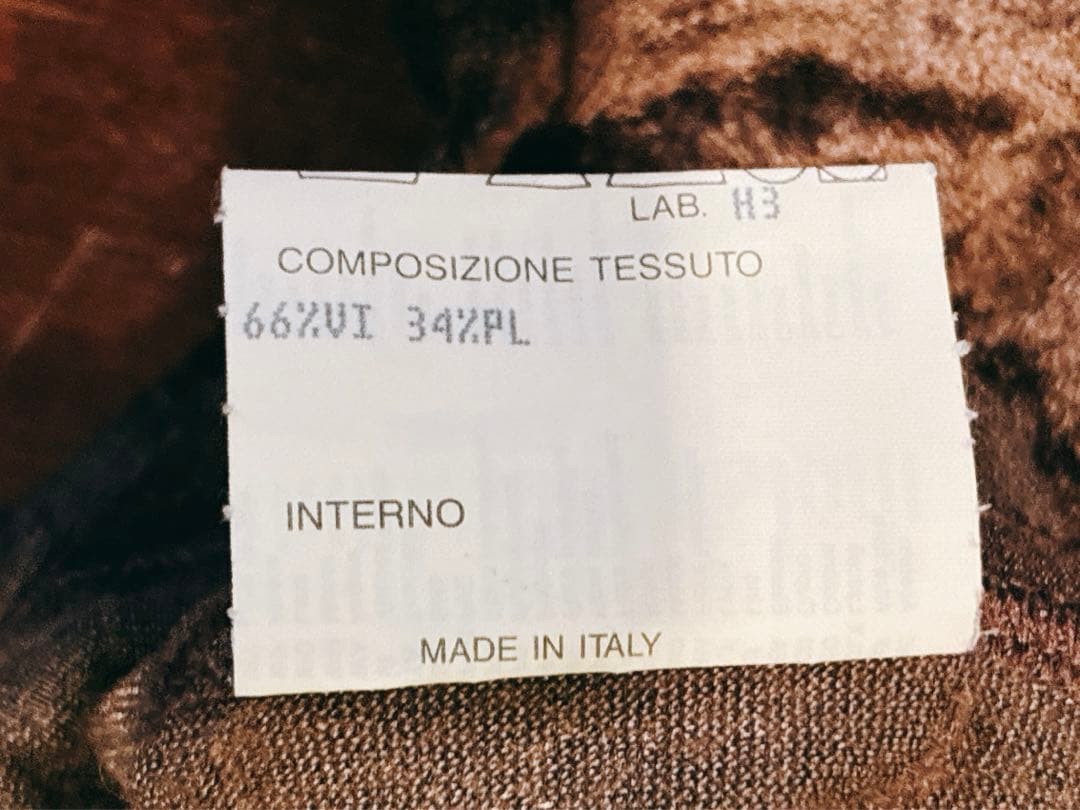 LAB. H3
COMPOSIZIONE TESSUTO
66%VI 34%PL
INTERNO
MADE IN ITALY